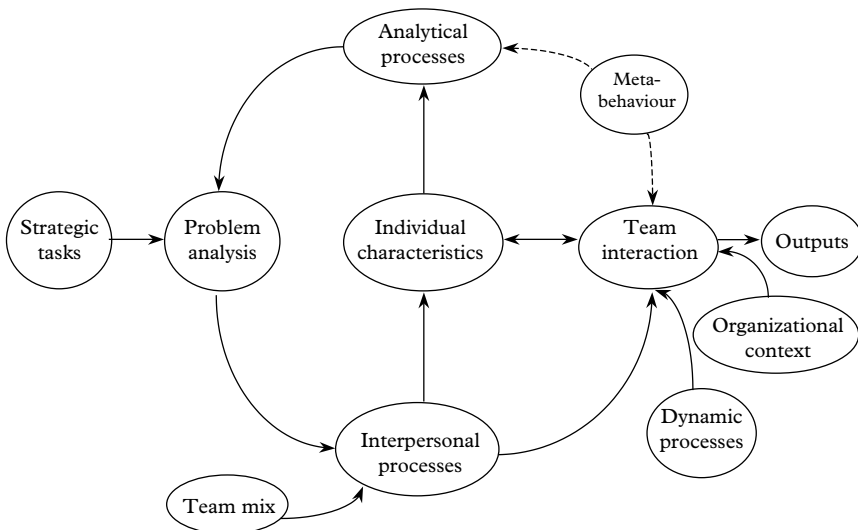 Analytical
processes
Meta-
behaviour
Strategic
tasks
Problem
analysis
Individual
characteristics
Team
interaction
Outputs
Organizational
context
Dynamic
processes
Interpersonal
processes
Team mix